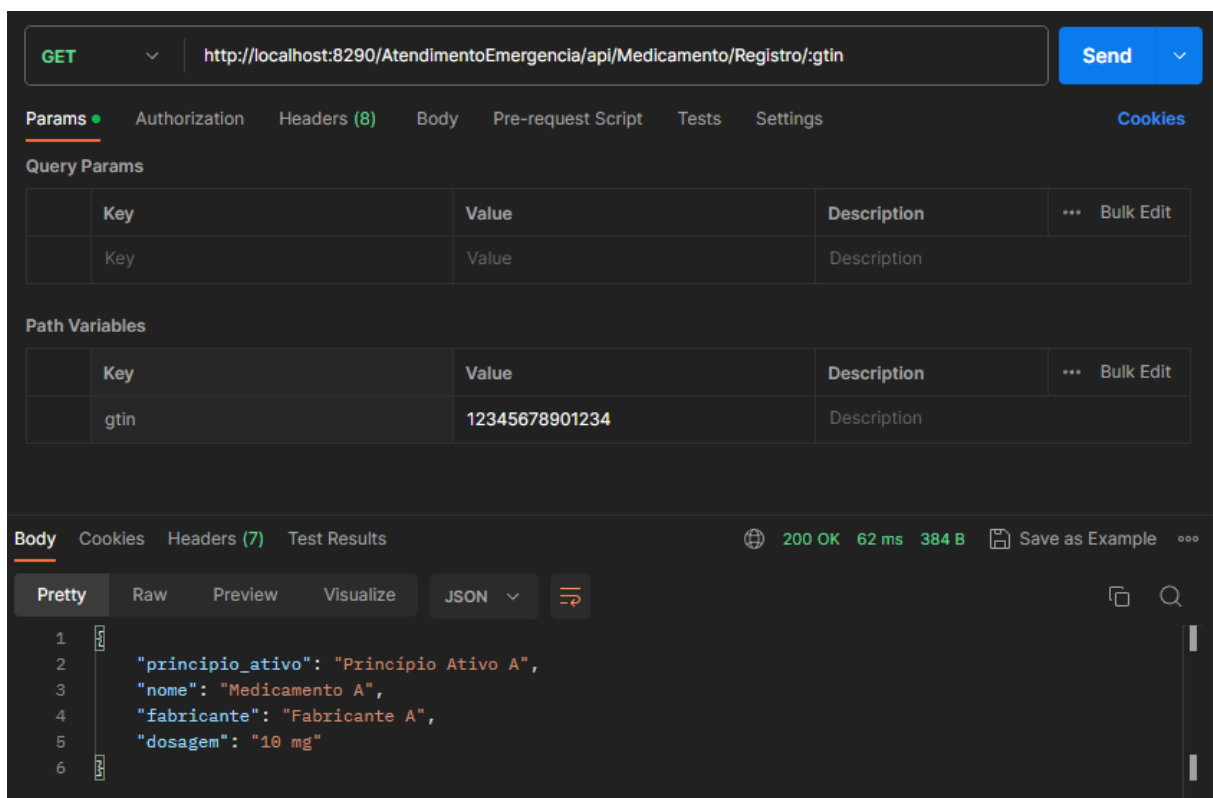 GET http://localhost:8290/AtendimentoEmergencia/api/Medicamento/Registro/:gtin Send
Params Authorization Headers (8) Body Pre-request Script Tests Settings Cookies
Query Params
Key Value Description ••• Bulk Edit
Key Value Description
Path Variables
Key Value Description ••• Bulk Edit
gtin 12345678901234 Description
Body Cookies Headers (7) Test Results 200 OK 62 ms 384 B Save as Example
Pretty Raw Preview Visualize JSON
1 {
2 "principio_ativo": "Princípio Ativo A",
3 "nome": "Medicamento A",
4 "fabricante": "Fabricante A",
5 "dosagem": "10 mg"
6 }